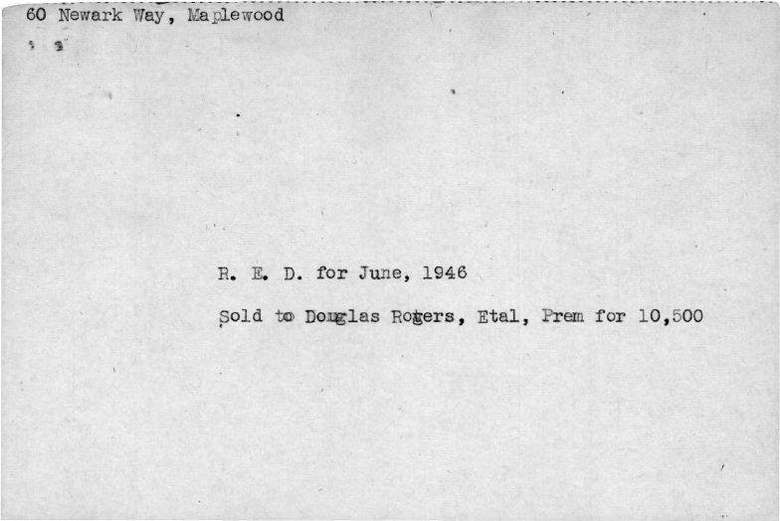 60 Newark Way, Maplewood
R. E. D. for June, 1946
Sold to Douglas Rogers, Etal, Prem for 10,500